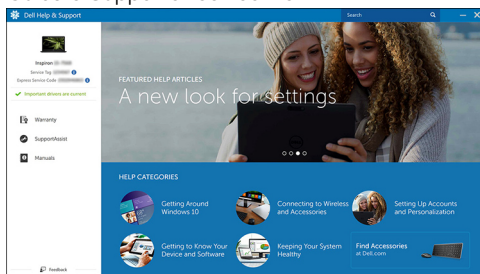 Dell Help & Support
Search
Inspiron
Service Tag
Express Service Code
Important drivers are current
Warranty
SupportAssist
Manuals
Feedback
FEATURED HELP ARTICLES
A new look for settings
HELP CATEGORIES
Getting Around
Windows 10
Connecting to Wireless
and Accessories
Setting Up Accounts
and Personalization
Getting to Know Your
Device and Software
Keeping Your System
Healthy
Find Accessories
at Dell.com